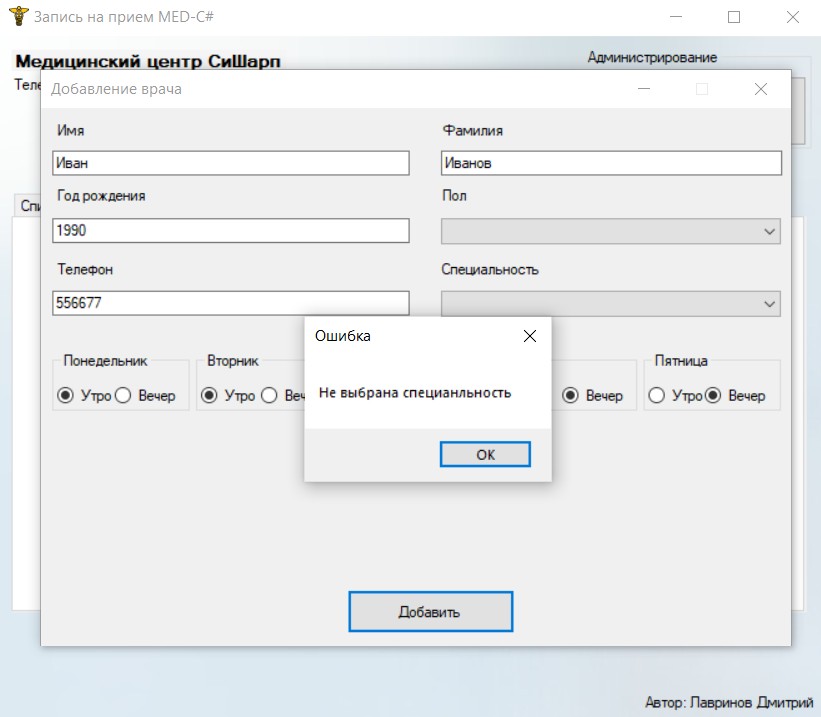 Запись на прием MED-C#
Медицинский центр СиШарп
Администрирование
Теле
Добавление врача
Имя
Фамилия
Иван
Иванов
Год рождения
Пол
Спи
1990
Телефон
Специальность
556677
Ошибка
Понедельник
Вторник
Пятница
Не выбрана специанльность
Утро Вечер
Утро Веч
Вечер
Утро Вечер
ОК
Добавить
Автор: Лавринов Дмитрий